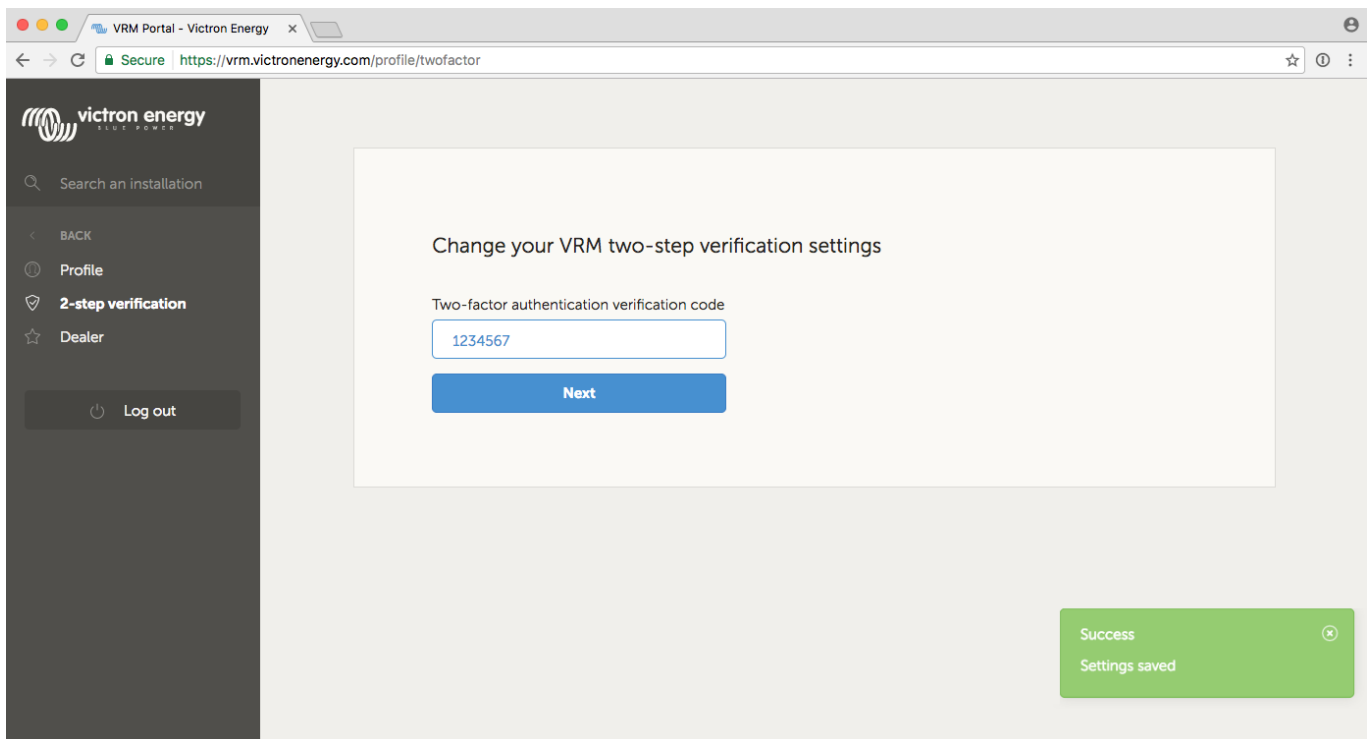 VRM Portal - Victron Energy
Secure https://vrm.victronenergy.com/profile/twofactor
victron energy
BLUE POWER
Search an installation
BACK
Profile
2-step verification
Dealer
Log out
Change your VRM two-step verification settings
Two-factor authentication verification code
1234567
Next
Success
Settings saved